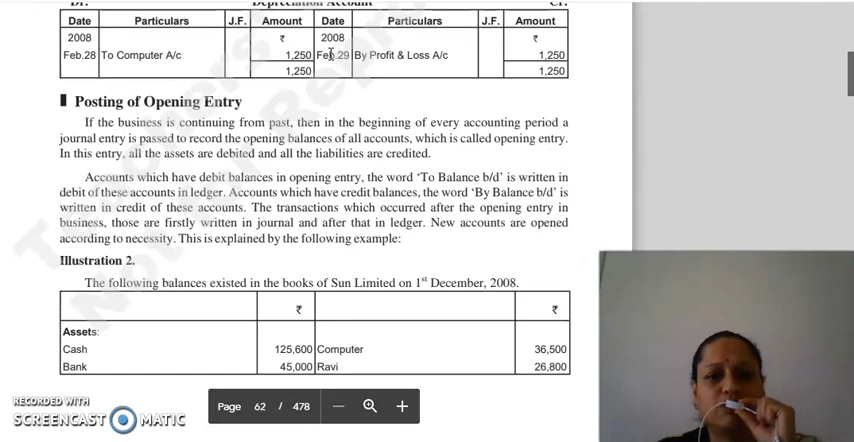 Dr. Depreciation Account Cr.
Date Particulars J.F. Amount Date Particulars J.F. Amount
2008 ₹ 2008 ₹
Feb.28 To Computer A/c 1,250 Feb.29 By Profit & Loss A/c 1,250
1,250 1,250
Posting of Opening Entry
If the business is continuing from past, then in the beginning of every accounting period a
journal entry is passed to record the opening balances of all accounts, which is called opening entry.
In this entry, all the assets are debited and all the liabilities are credited.
Accounts which have debit balances in opening entry, the word ‘To Balance b/d’ is written in
debit of these accounts in ledger. Accounts which have credit balances, the word ‘By Balance b/d’ is
written in credit of these accounts. The transactions which occurred after the opening entry in
business, those are firstly written in journal and after that in ledger. New accounts are opened
according to necessity. This is explained by the following example:
Illustration 2.
The following balances existed in the books of Sun Limited on 1st December, 2008.
₹ ₹
Assets:
Cash 125,600 Computer 36,500
Bank 45,000 Ravi 26,800
Page 62 / 478 — +
RECORDED WITH
SCREENCAST MATIC